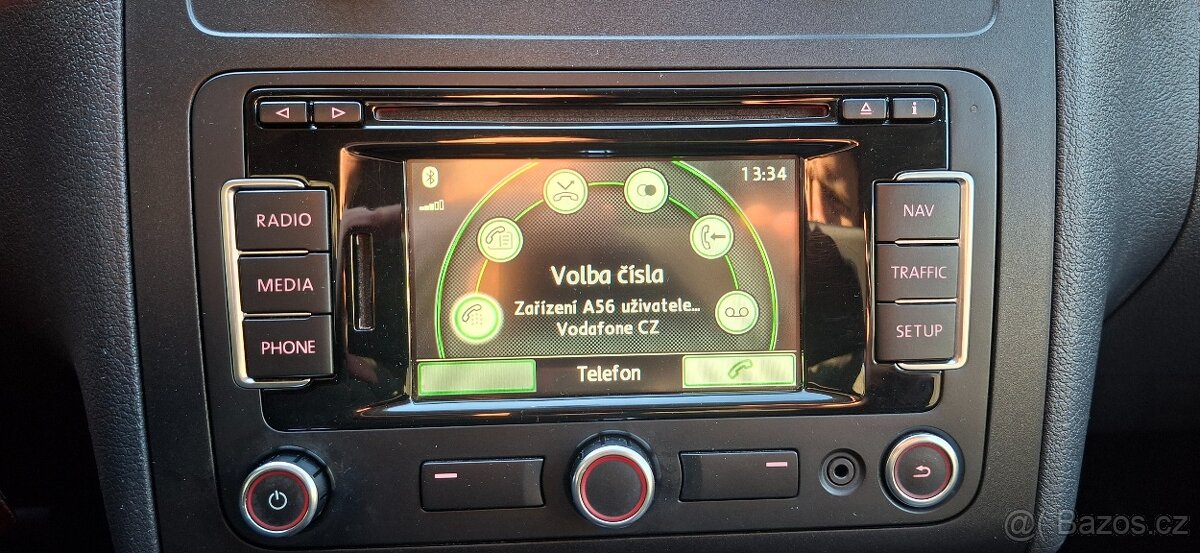 i
13:34
RADIO
MEDIA
PHONE
NAV
TRAFFIC
SETUP
Volba čísla
Zařízení A56 uživatele...
Vodafone CZ
Telefon
@ Bazos.cz